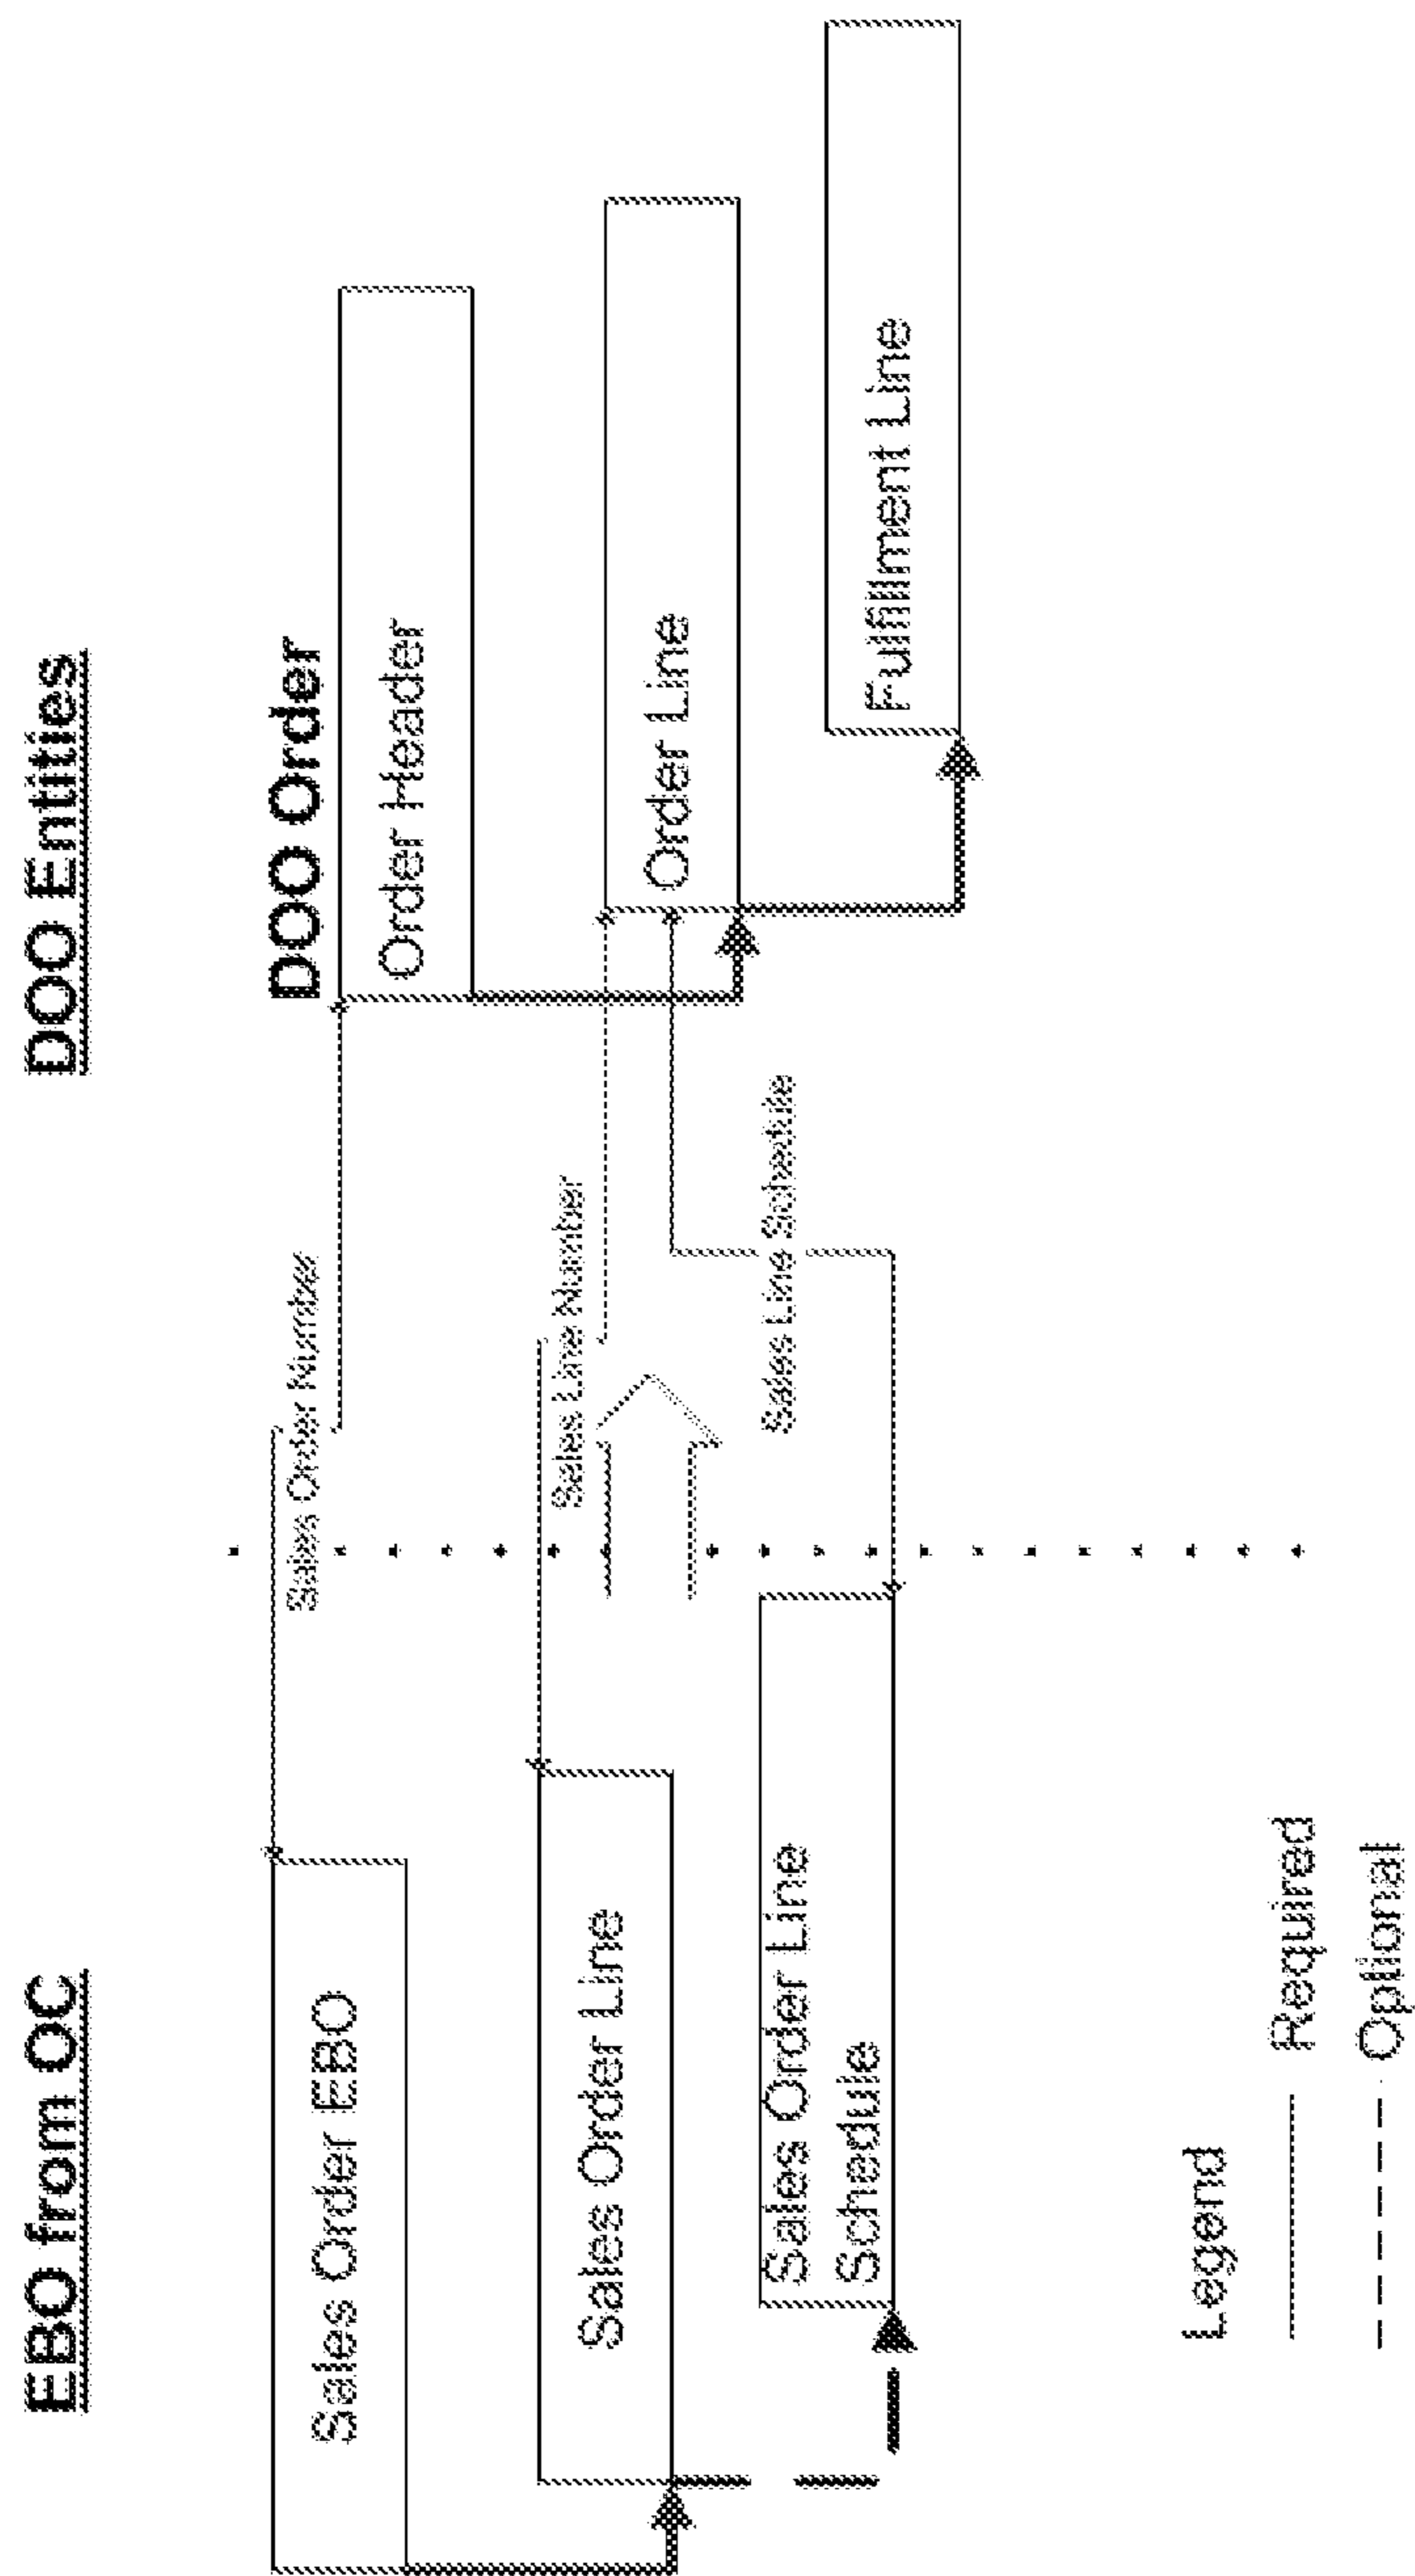 EBO from OC
DOO Entities
Sales Order EBO
Sales Order Number
DOO Order
Order Header
Sales Order Line
Sales Line Number
Order Line
Sales Order Line
Schedule
Sales Line Schedule
Fulfillment Line
Legend
Required
Optional